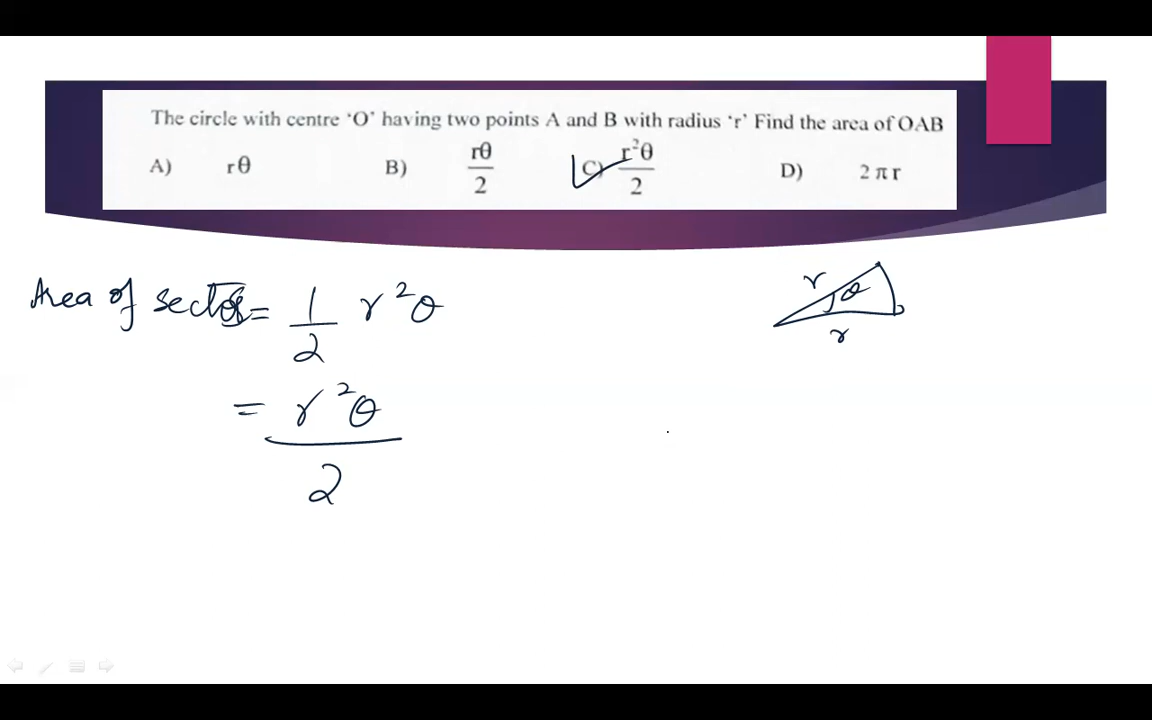 The circle with centre ‘O’ having two points A and B with radius ‘r’ Find the area of OAB
A) rθ B) rθ/2 C) r²θ/2 D) 2 π r
Area of sector = 1/2 r²θ
= r²θ/2
r θ
r